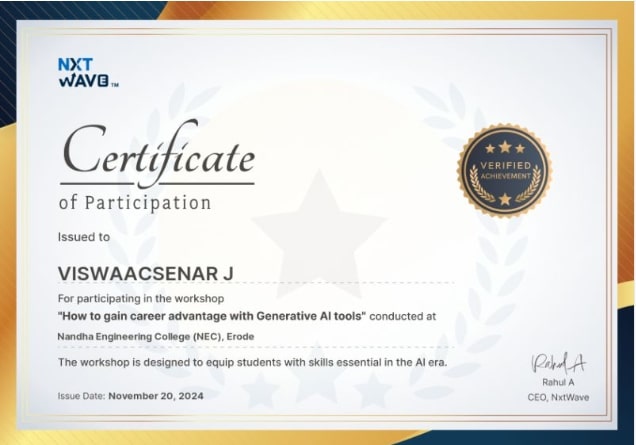 NXT
WAVE™
Certificate
of Participation
VERIFIED
ACHIEVEMENT
Issued to
VISWAACSENAR J
For participating in the workshop
"How to gain career advantage with Generative AI tools" conducted at
Nandha Engineering College (NEC), Erode
The workshop is designed to equip students with skills essential in the AI era.
Issue Date: November 20, 2024
Rahul A
Rahul A
CEO, NxtWave